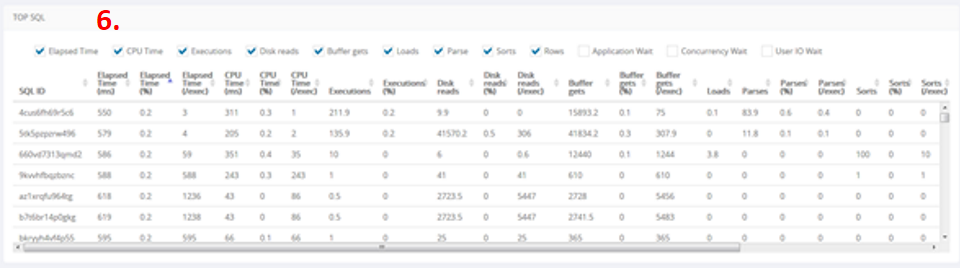 TOP SQL
6.
Elapsed Time CPU Time Executions Disk reads Buffer gets Loads Parse Sorts Rows Application Wait Concurrency Wait User IO Wait
SQL ID Elapsed Time (ms) Elapsed Time (%) Elapsed Time (/exec) CPU Time (ms) CPU Time (%) CPU Time (/exec) Executions Executions (%) Disk reads Disk reads (%) Disk reads (/exec) Buffer gets Buffer gets (%) Buffer gets (/exec) Loads Parses Parses (%) Parses (/exec) Sorts Sorts (%) Sorts (/exec)
4cus6fh69r5c6 550 0.2 3 311 0.3 1 211.9 0.2 9.9 0 0 15893.2 0.1 75 0.1 83.9 0.6 0.4 0 0 0
5tk5pzpzrw496 579 0.2 4 205 0.2 2 135.9 0.2 41570.2 0.5 306 41834.2 0.3 307.9 0 11.8 0.1 0.1 0 0 0
660vd7313qmd2 586 0.2 59 351 0.4 35 10 0 6 0 0.6 12440 0.1 1244 3.8 0 0 0 100 0 10
9kvvhfbqzbznc 588 0.2 588 243 0.3 243 1 0 41 0 41 610 0 610 0 0 0 0 1 0 1
az1xrqfu964rg 618 0.2 1236 43 0 86 0.5 0 2723.5 0 5447 2728 0 5456 0 0 0 0 0 0 0
b7t6br14p0gkg 619 0.2 1238 43 0 86 0.5 0 2723.5 0 5447 2741.5 0 5483 0 0 0 0 0 0 0
bkryyh4vf4p55 595 0.2 595 66 0.1 66 1 0 25 0 25 365 0 365 0 0 0 0 0 0 0